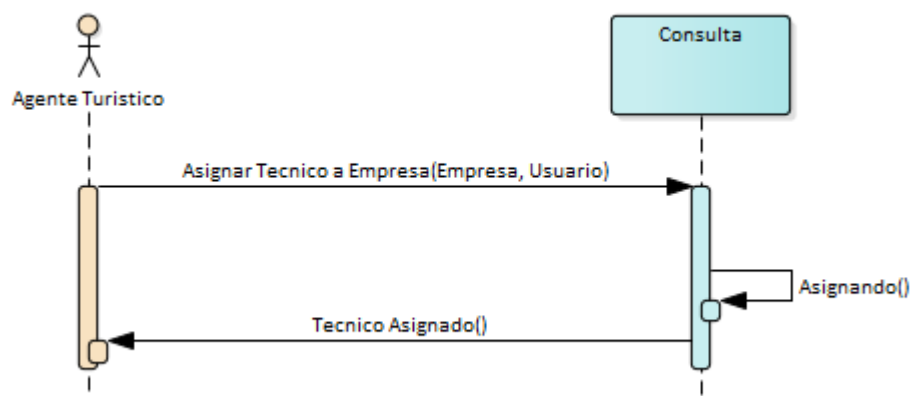 Consulta
Agente Turistico
Asignar Tecnico a Empresa(Empresa, Usuario)
Asignando()
Tecnico Asignado()